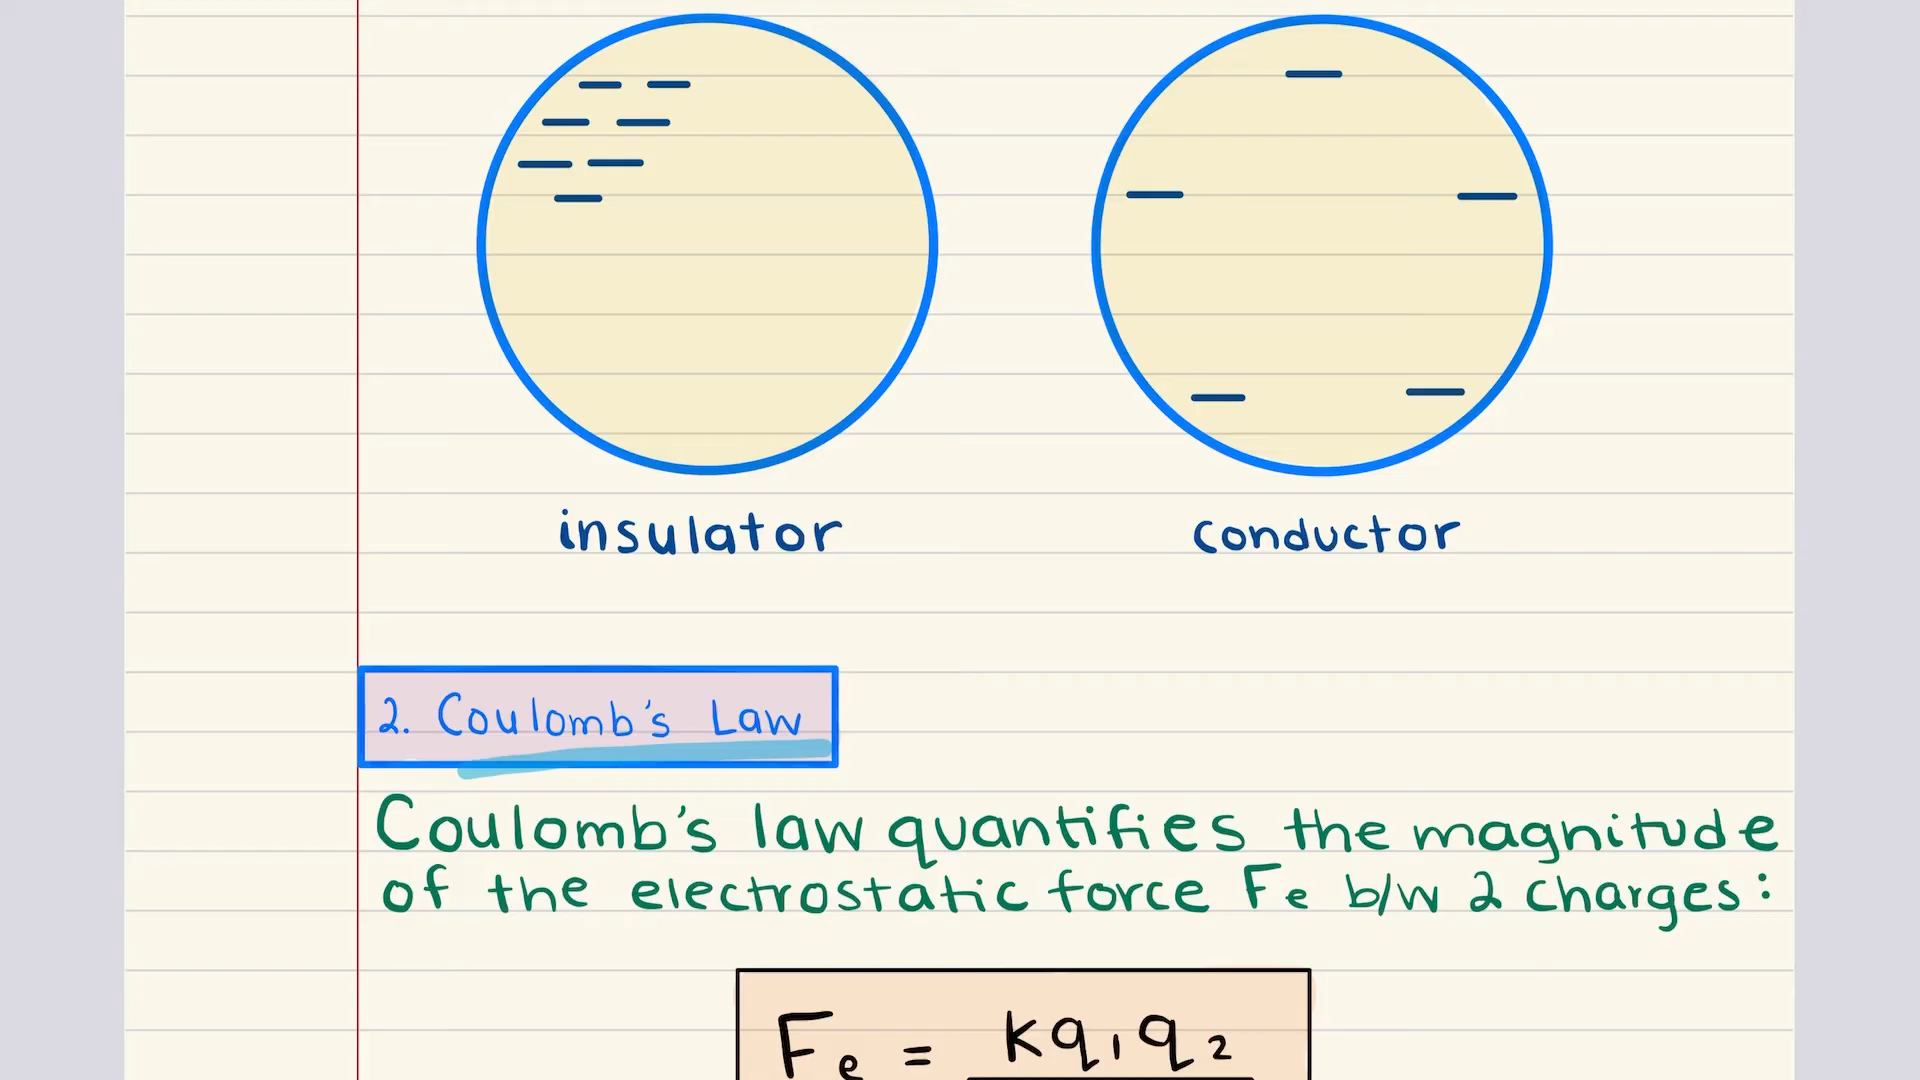 insulator conductor
2. Coulomb's Law
Coulomb's law quantifies the magnitude
of the electrostatic force Fe b/w 2 charges:
Fe = kq₁q₂